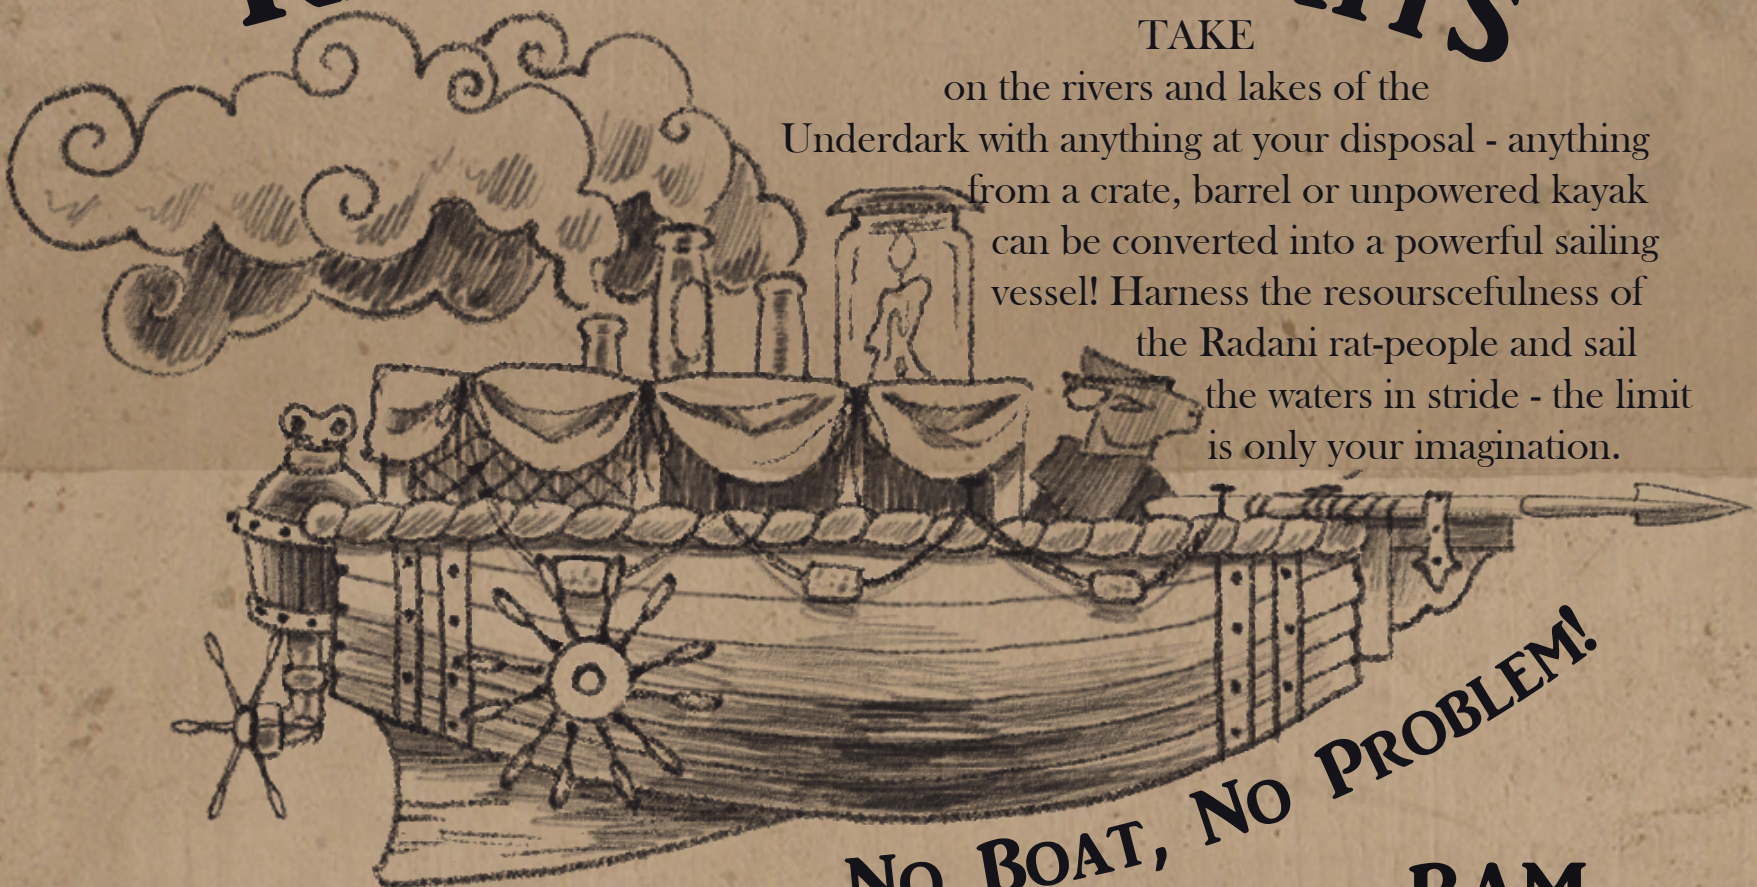 TAKE
on the rivers and lakes of the
Underdark with anything at your disposal - anything
from a crate, barrel or unpowered kayak
can be converted into a powerful sailing
vessel! Harness the resourscefulness of
the Radani rat-people and sail
the waters in stride - the limit
is only your imagination.
No Boat, No Problem!
RAM